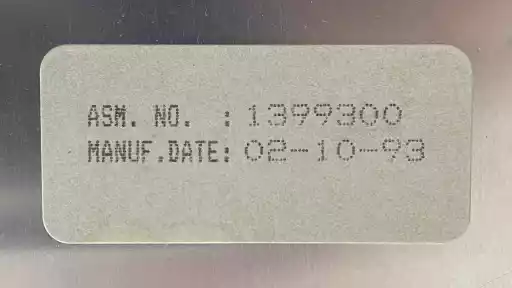 ASM. NO. : 1399300
MANUF.DATE: 02-10-93